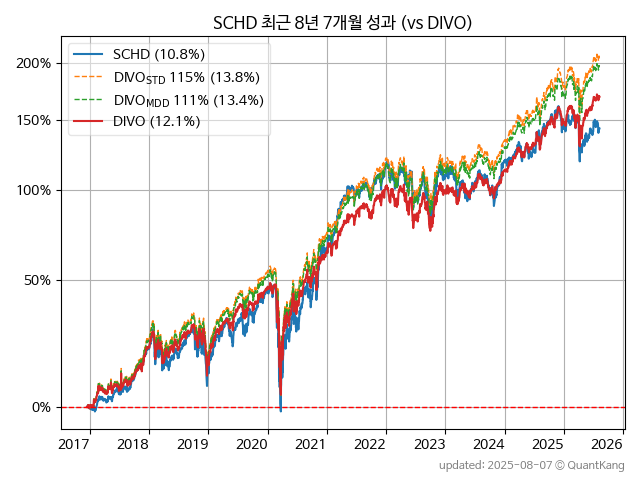 SCHD 최근 8년 7개월 성과 (vs DIVO)
SCHD (10.8%)
DIVO_STD 115% (13.8%)
DIVO_MDD 111% (13.4%)
DIVO (12.1%)
200%
150%
100%
50%
0%
2017 2018 2019 2020 2021 2022 2023 2024 2025 2026
updated: 2025-08-07 © QuantKang